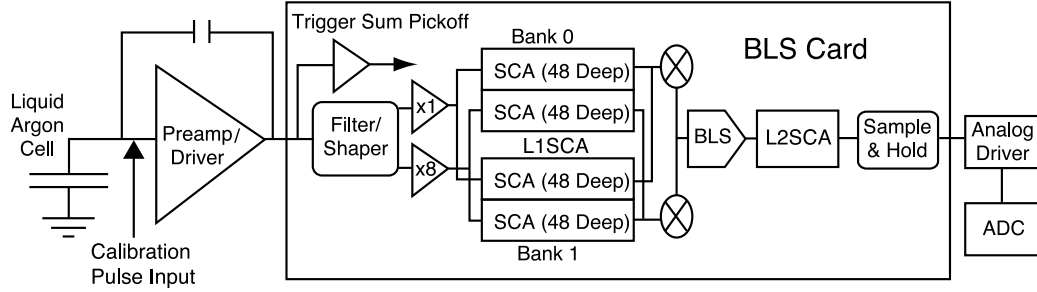 Trigger Sum Pickoff
Bank 0
BLS Card
SCA (48 Deep)
x1
SCA (48 Deep)
Liquid
Argon
Cell
Preamp/
Driver
Filter/
Shaper
L1SCA
BLS
L2SCA
Sample
& Hold
Analog
Driver
x8
SCA (48 Deep)
SCA (48 Deep)
ADC
Bank 1
Calibration
Pulse Input